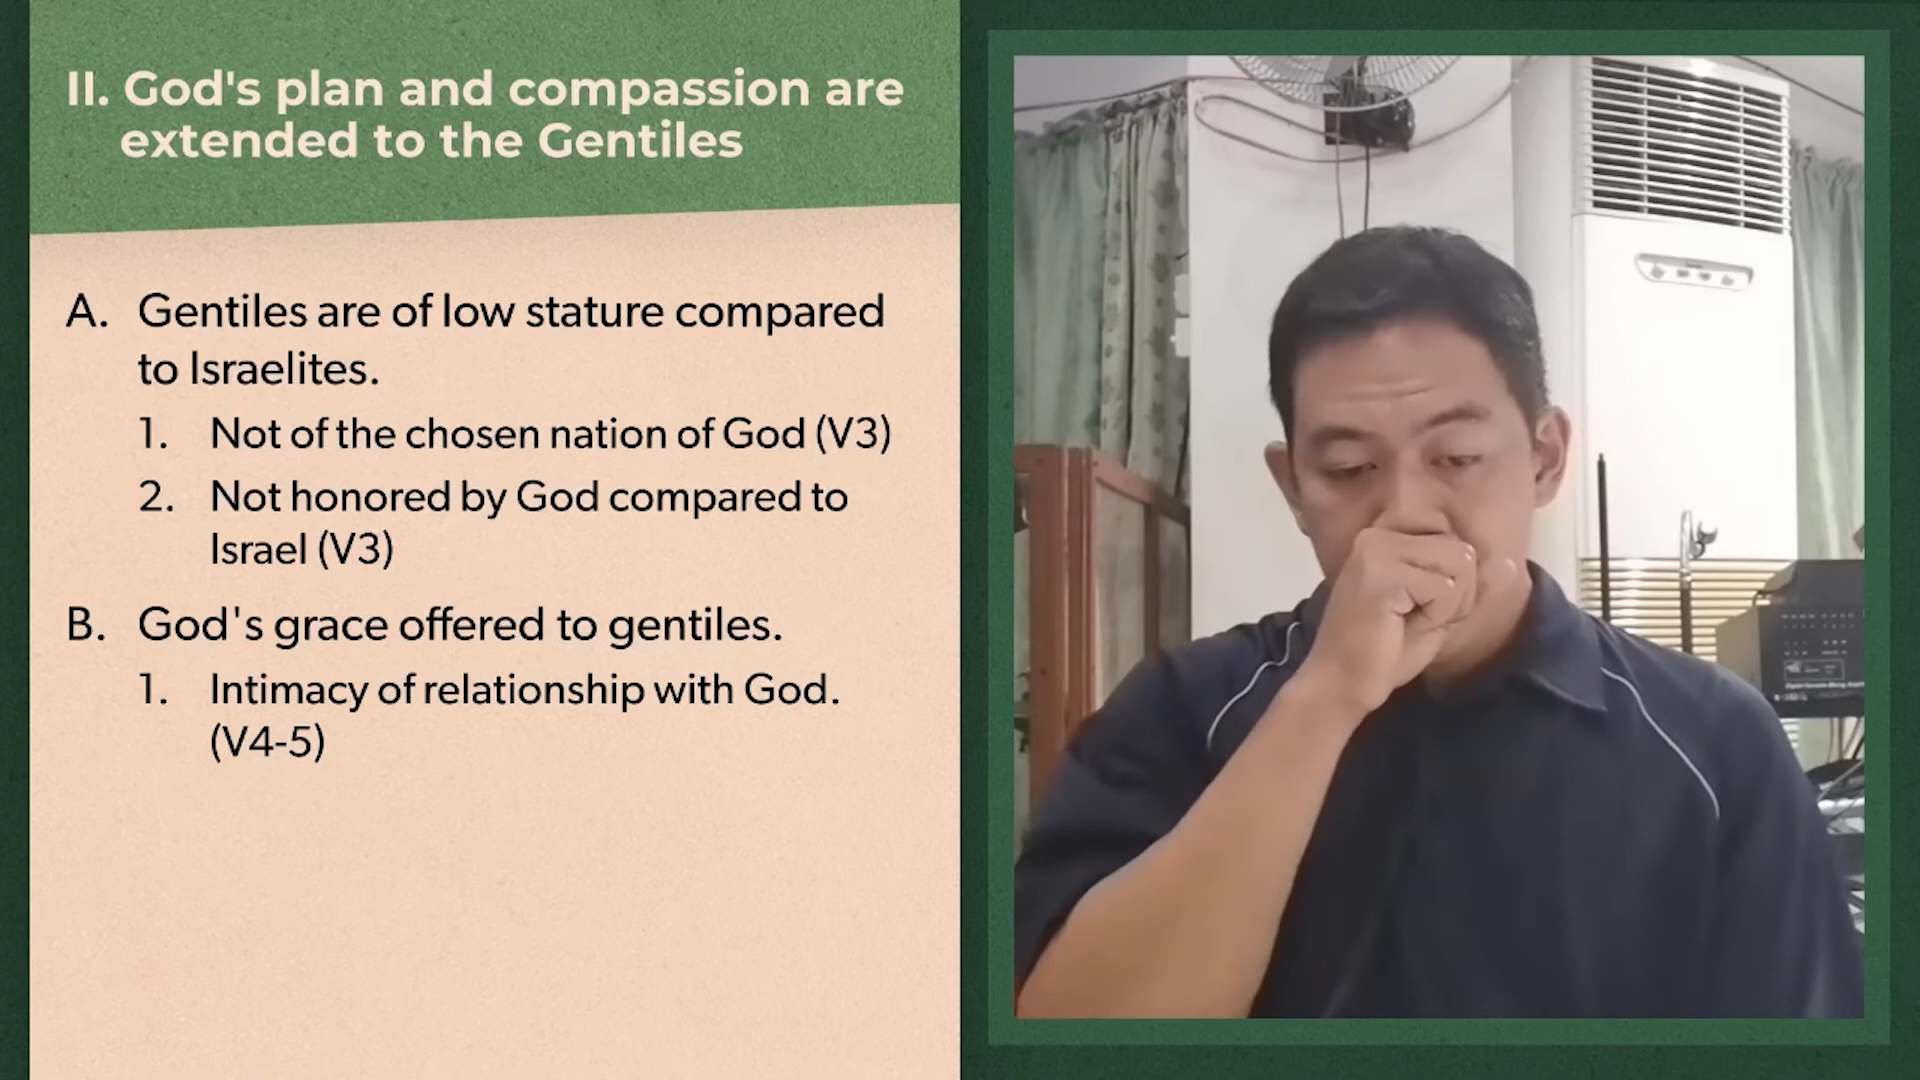 II. God's plan and compassion are
extended to the Gentiles
A. Gentiles are of low stature compared
to Israelites.
1. Not of the chosen nation of God (V3)
2. Not honored by God compared to
Israel (V3)
B. God's grace offered to gentiles.
1. Intimacy of relationship with God.
(V4-5)